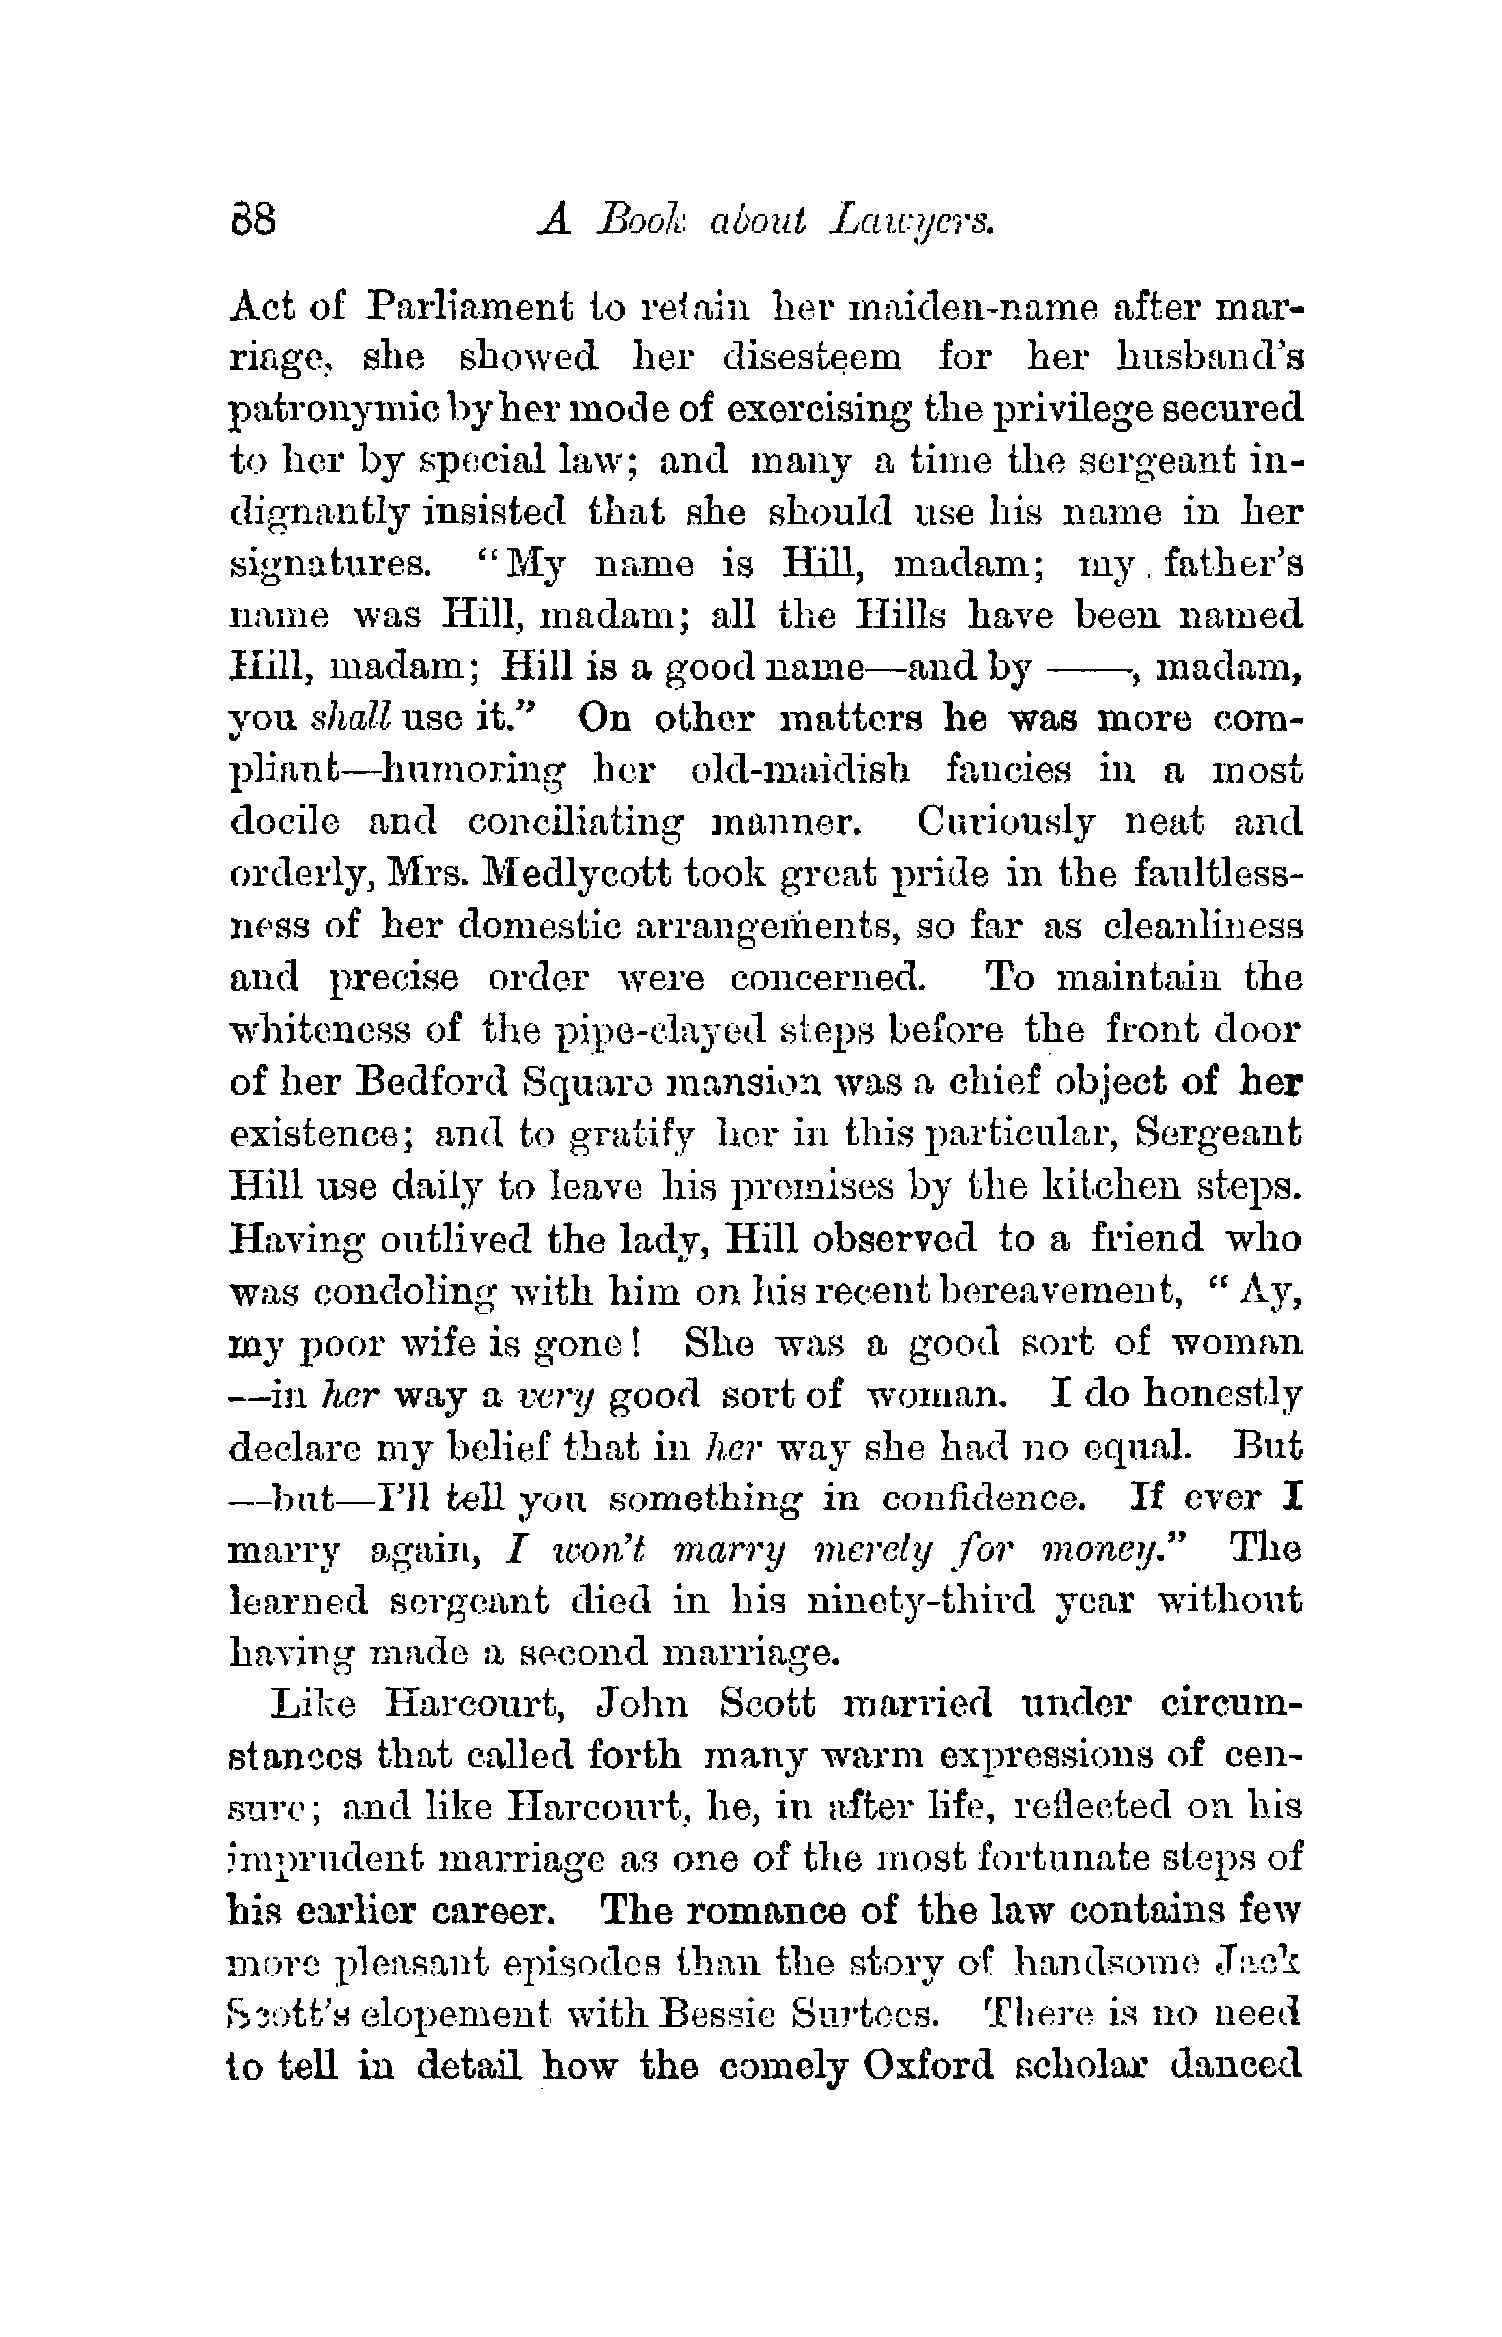 88 A Book about Lawyers.
Act of Parliament to retain her maiden-name after mar-
riage, she showed her disesteem for her husband's
patronymic by her mode of exercising the privilege secured
to her by special law; and many a time the sergeant in-
dignantly insisted that she should use his name in her
signatures. "My name is Hill, madam; my father's
name was Hill, madam; all the Hills have been named
Hill, madam; Hill is a good name—and by ——, madam,
you shall use it." On other matters he was more com-
pliant—humoring her old-maidish fancies in a most
docile and conciliating manner. Curiously neat and
orderly, Mrs. Medlycott took great pride in the faultless-
ness of her domestic arrangements, so far as cleanliness
and precise order were concerned. To maintain the
whiteness of the pipe-clayed steps before the front door
of her Bedford Square mansion was a chief object of her
existence; and to gratify her in this particular, Sergeant
Hill use daily to leave his premises by the kitchen steps.
Having outlived the lady, Hill observed to a friend who
was condoling with him on his recent bereavement, "Ay,
my poor wife is gone! She was a good sort of woman
—in her way a very good sort of woman. I do honestly
declare my belief that in her way she had no equal. But
—but—I'll tell you something in confidence. If ever I
marry again, I won't marry merely for money." The
learned sergeant died in his ninety-third year without
having made a second marriage.
Like Harcourt, John Scott married under circum-
stances that called forth many warm expressions of cen-
sure; and like Harcourt, he, in after life, reflected on his
imprudent marriage as one of the most fortunate steps of
his earlier career. The romance of the law contains few
more pleasant episodes than the story of handsome Jack
Scott's elopement with Bessie Surtees. There is no need
to tell in detail how the comely Oxford scholar danced